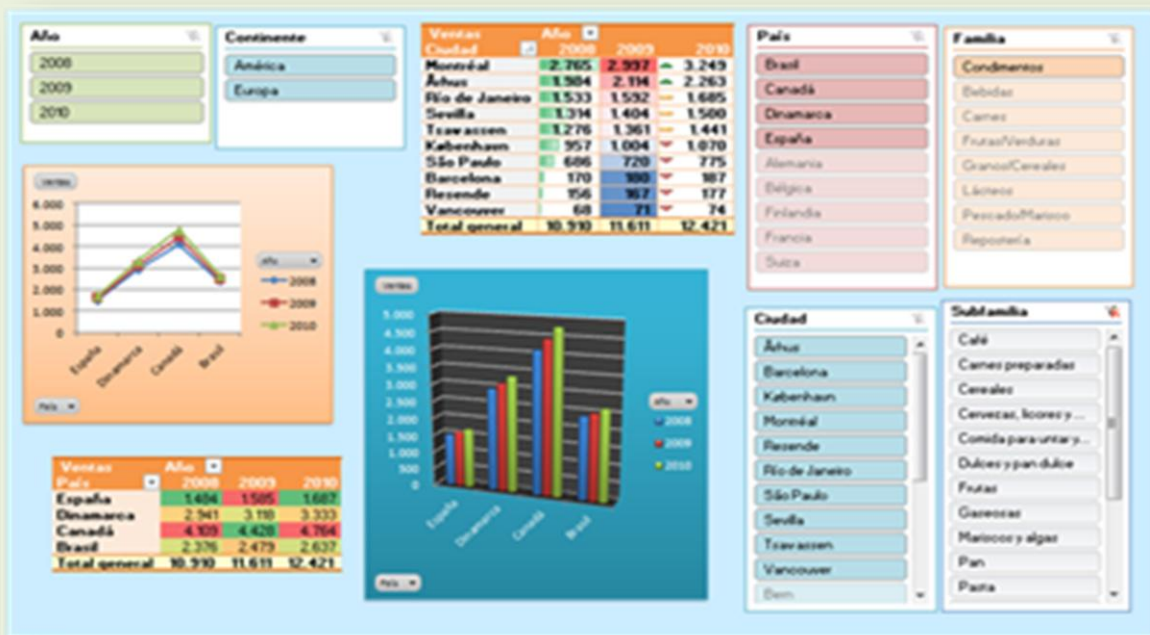 Año
2008
2009
2010
Continente
América
Europa
Ventas Año
Ciudad 2008 2009 2010
Montréal 2.765 2.997 3.249
Århus 1.984 2.114 2.263
Río de Janeiro 1.533 1.592 1.685
Sevilla 1.314 1.404 1.500
Tsawassen 1.276 1.361 1.441
København 957 1.004 1.070
São Paulo 686 720 775
Barcelona 170 180 187
Resende 156 167 177
Vancouver 68 71 74
Total general 10.910 11.611 12.421
País
Brasil
Canadá
Dinamarca
España
Alemania
Bélgica
Finlandia
Francia
Suiza
Familia
Condimentos
Bebidas
Carnes
Frutas/Verduras
Granos/Cereales
Lácteos
Pescado/Marisco
Repostería
Ventas
6.000
5.000
4.000
3.000
2.000
1.000
0
España
Dinamarca
Canadá
Brasil
Año
2008
2009
2010
País
Ventas
5.000
4.500
4.000
3.500
3.000
2.500
2.000
1.500
1.000
500
0
España
Dinamarca
Canadá
Brasil
Año
2008
2009
2010
País
Ventas Año
País 2008 2009 2010
España 1.484 1.585 1.687
Dinamarca 2.941 3.118 3.333
Canadá 4.109 4.428 4.764
Brasil 2.376 2.479 2.637
Total general 10.910 11.611 12.421
Ciudad
Århus
Barcelona
København
Montréal
Resende
Río de Janeiro
São Paulo
Sevilla
Tsawassen
Vancouver
Bern
Subfamilia
Café
Carnes preparadas
Cereales
Cervezas, licores y ...
Comida para untar y...
Dulces y pan dulce
Frutas
Gaseosas
Mariscos y algas
Pan
Pasta